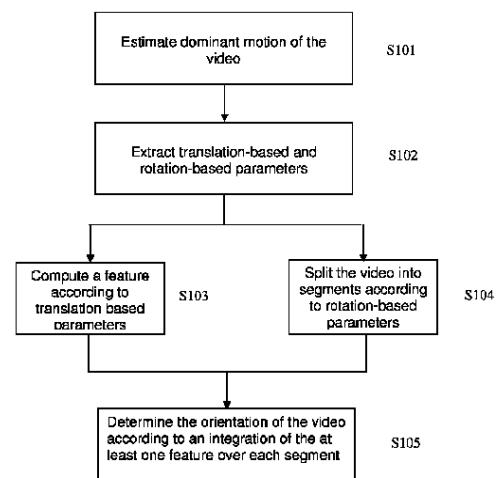 Estimate dominant motion of the
video
S101
Extract translation-based and
rotation-based parameters
S102
Compute a feature
according to
translation based
parameters
S103
Split the video into
segments according
to rotation-based
parameters
S104
Determine the orientation of the video
according to an integration of the at
least one feature over each segment
S105